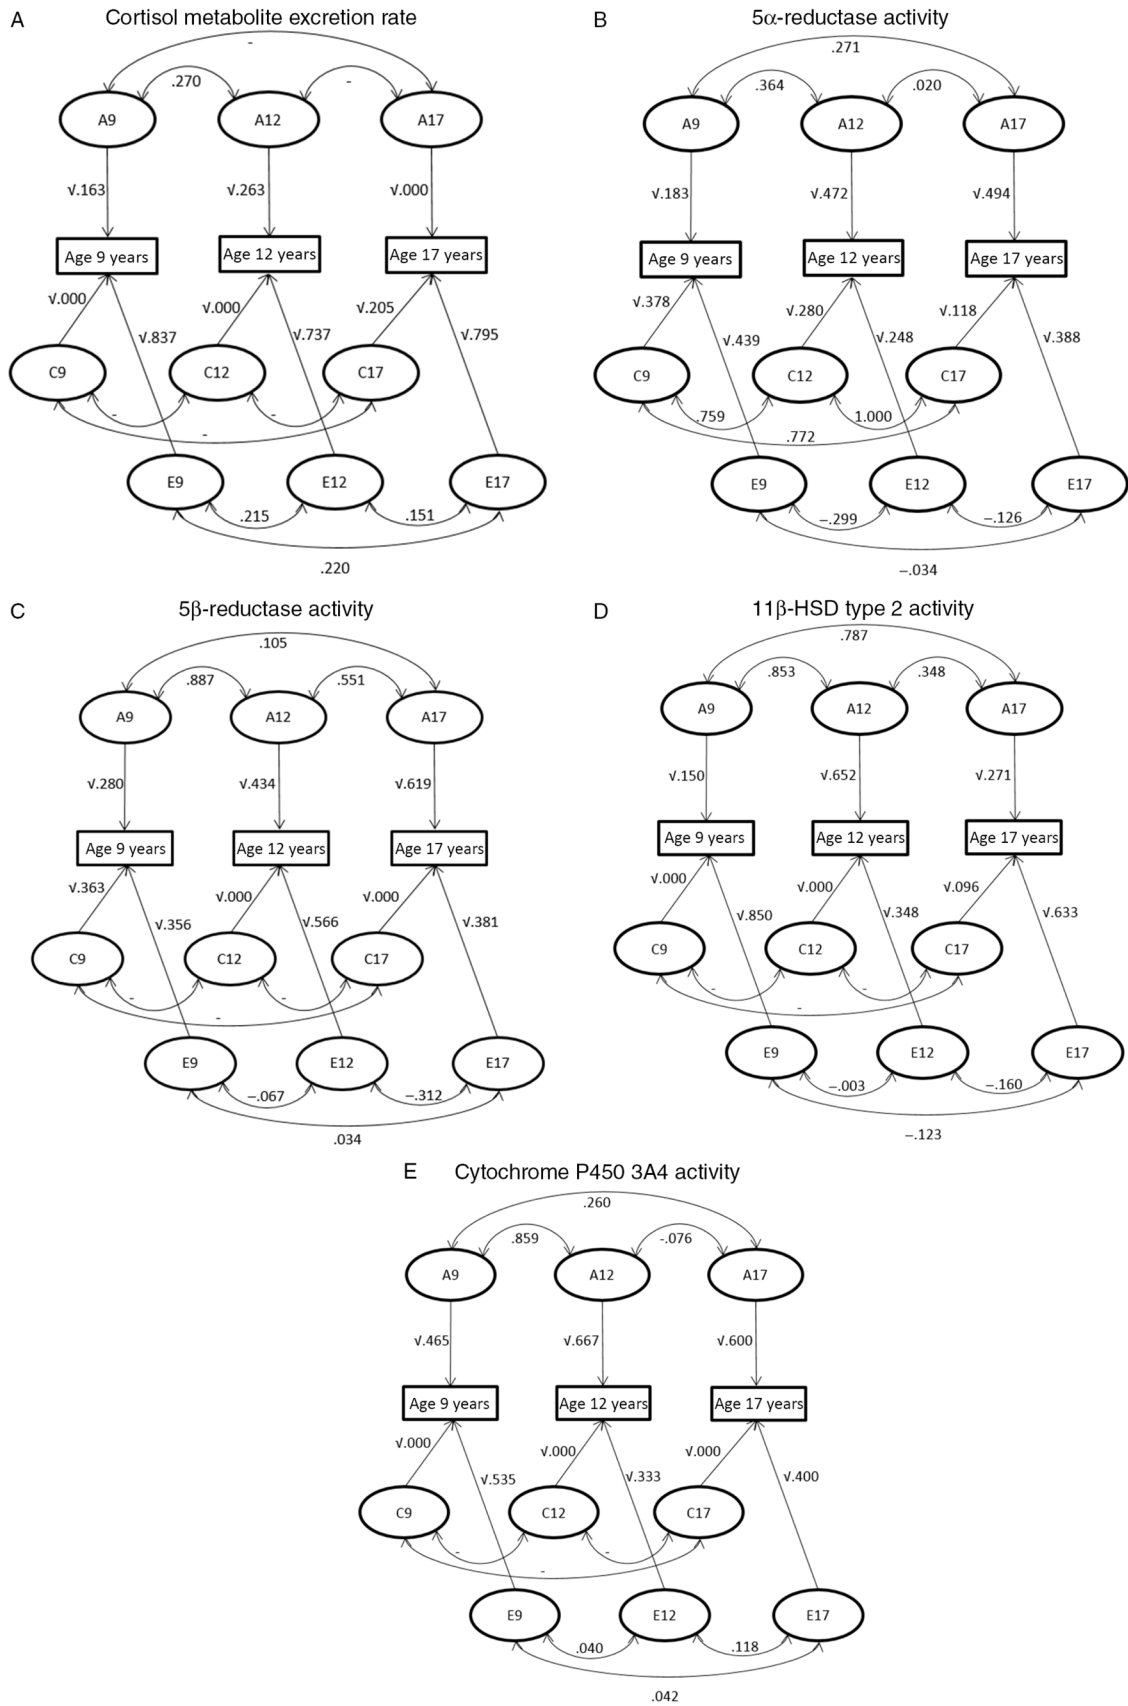 A Cortisol metabolite excretion rate
-
.270 -
A9 A12 A17
√.163 √.263 √.000
Age 9 years Age 12 years Age 17 years
√.000 √.000 √.205
√.837 √.737 √.795
C9 C12 C17
- -
-
E9 E12 E17
.215 .151
.220
B 5α-reductase activity
.271
.364 .020
A9 A12 A17
√.183 √.472 √.494
Age 9 years Age 12 years Age 17 years
√.378 √.280 √.118
√.439 √.248 √.388
C9 C12 C17
.759 1.000
.772
E9 E12 E17
−.299 −.126
−.034
C 5β-reductase activity
.105
.887 .551
A9 A12 A17
√.280 √.434 √.619
Age 9 years Age 12 years Age 17 years
√.363 √.000 √.000
√.356 √.566 √.381
C9 C12 C17
- -
-
E9 E12 E17
−.067 −.312
.034
D 11β-HSD type 2 activity
.787
.853 .348
A9 A12 A17
√.150 √.652 √.271
Age 9 years Age 12 years Age 17 years
√.000 √.000 √.096
√.850 √.348 √.633
C9 C12 C17
- -
-
E9 E12 E17
−.003 −.160
−.123
E Cytochrome P450 3A4 activity
.260
.859 -.076
A9 A12 A17
√.465 √.667 √.600
Age 9 years Age 12 years Age 17 years
√.000 √.000 √.000
√.535 √.333 √.400
C9 C12 C17
- -
-
E9 E12 E17
.040 .118
.042